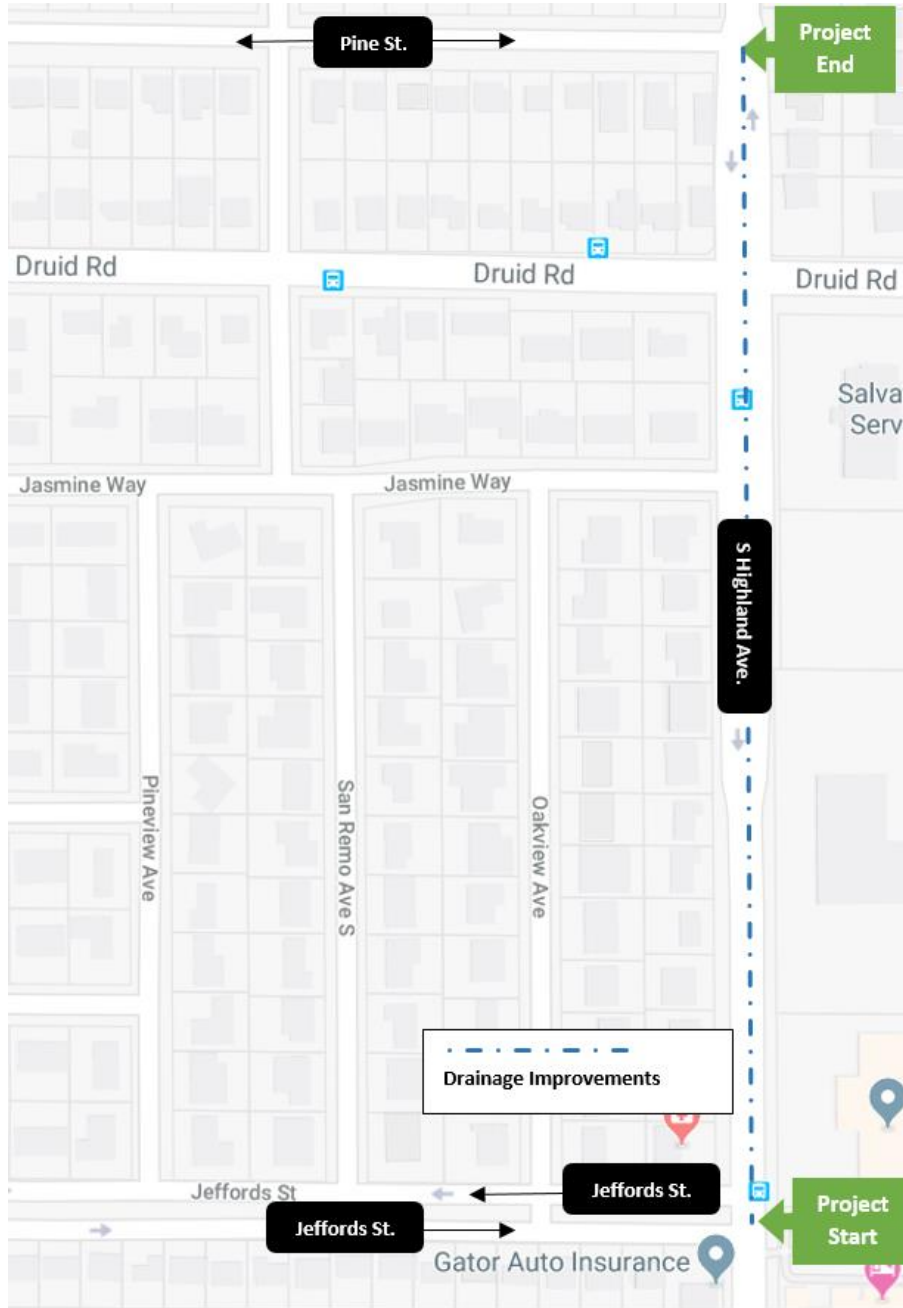 Pine St.
Project
End
Druid Rd
Druid Rd
Druid Rd
Salva
Serv
Jasmine Way
Jasmine Way
S Highland Ave.
Pineview Ave
San Remo Ave S
Oakview Ave
Drainage Improvements
Jeffords St
Jeffords St.
Jeffords St.
Project
Start
Gator Auto Insurance